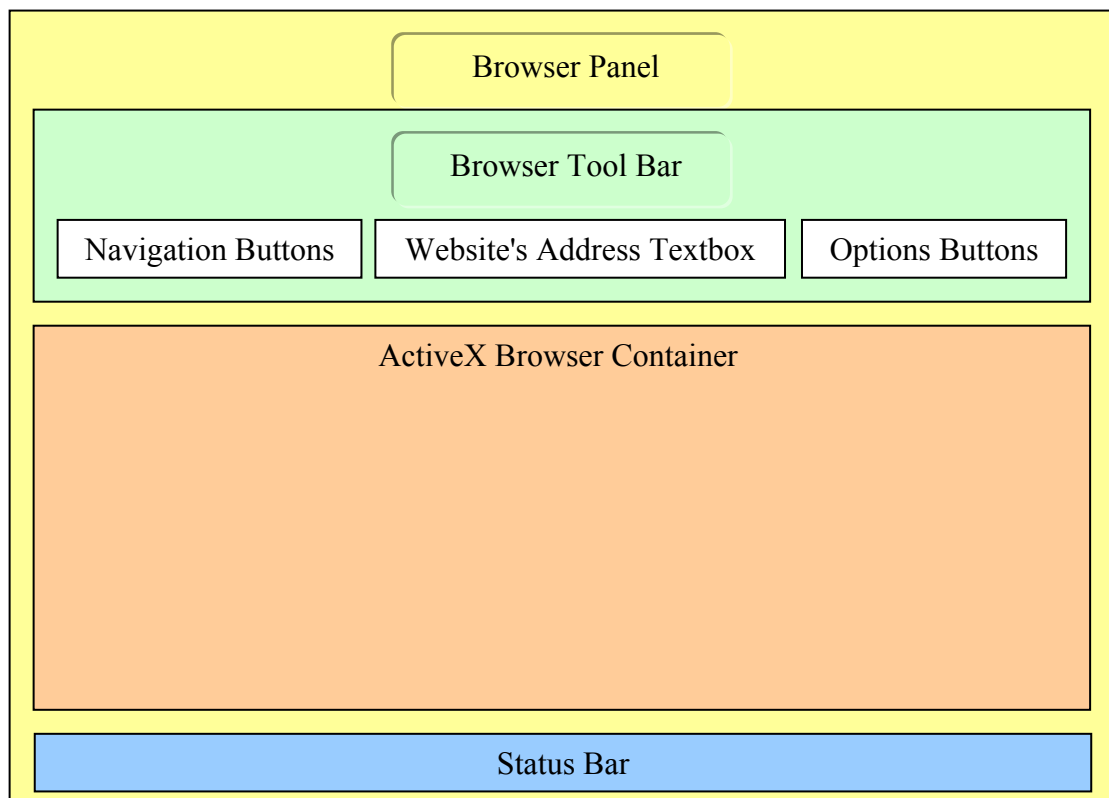 Browser Panel
Browser Tool Bar
Navigation Buttons
Website's Address Textbox
Options Buttons
ActiveX Browser Container
Status Bar